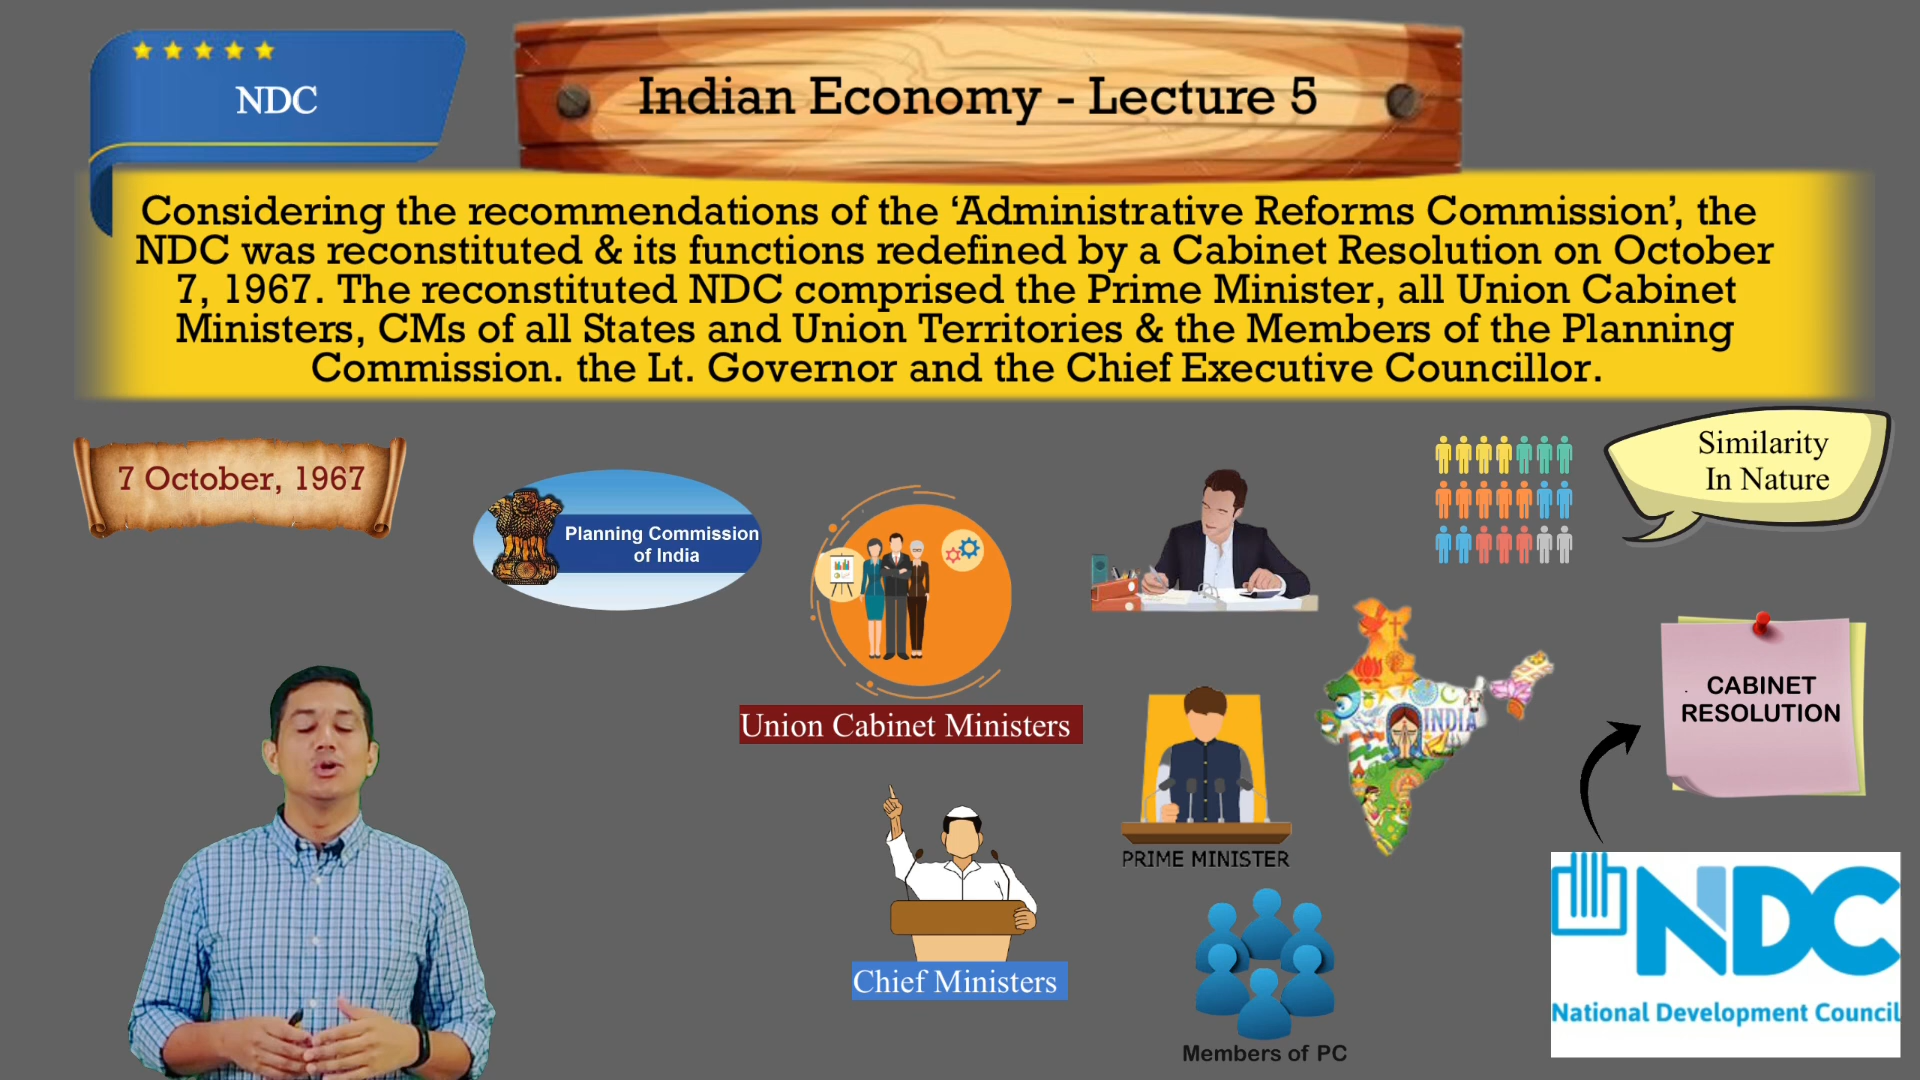 NDC
Indian Economy - Lecture 5
Considering the recommendations of the ‘Administrative Reforms Commission’, the
NDC was reconstituted & its functions redefined by a Cabinet Resolution on October
7, 1967. The reconstituted NDC comprised the Prime Minister, all Union Cabinet
Ministers, CMs of all States and Union Territories & the Members of the Planning
Commission. the Lt. Governor and the Chief Executive Councillor.
7 October, 1967
Planning Commission
of India
Similarity
In Nature
Union Cabinet Ministers
INDIA
CABINET
RESOLUTION
PRIME MINISTER
Chief Ministers
Members of PC
NDC
National Development Council